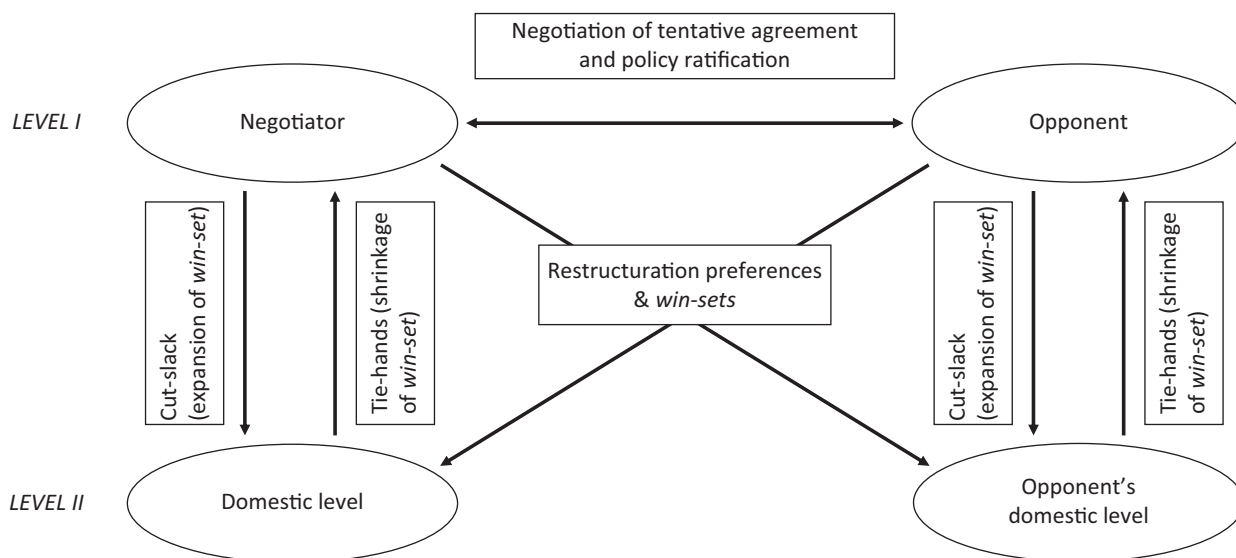 Negotiation of tentative agreement
and policy ratification
LEVEL I
Negotiator
Opponent
Cut-slack
(expansion of win-set)
Tie-hands (shrinkage
of win-set)
Restructuration preferences
& win-sets
Cut-slack
(expansion of win-set)
Tie-hands (shrinkage
of win-set)
LEVEL II
Domestic level
Opponent’s
domestic level